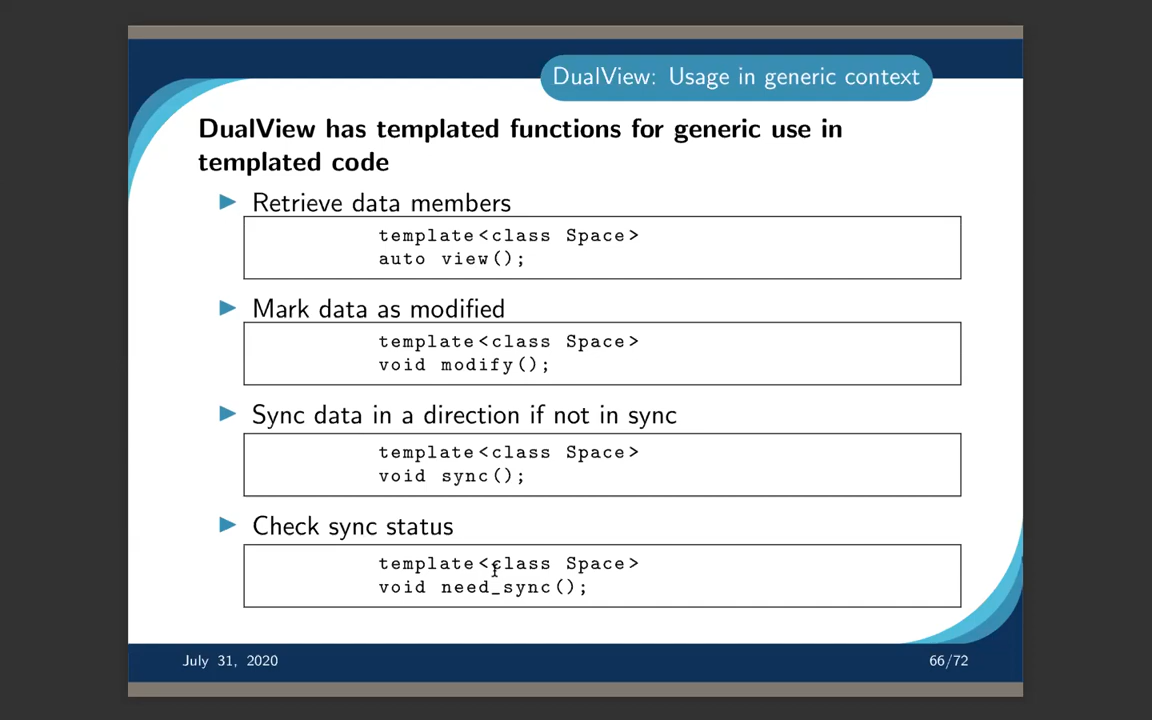 DualView: Usage in generic context
DualView has templated functions for generic use in
templated code
Retrieve data members
template<class Space>
auto view();
Mark data as modified
template<class Space>
void modify();
Sync data in a direction if not in sync
template<class Space>
void sync();
Check sync status
template<class Space>
void need_sync();
July 31, 2020
66/72